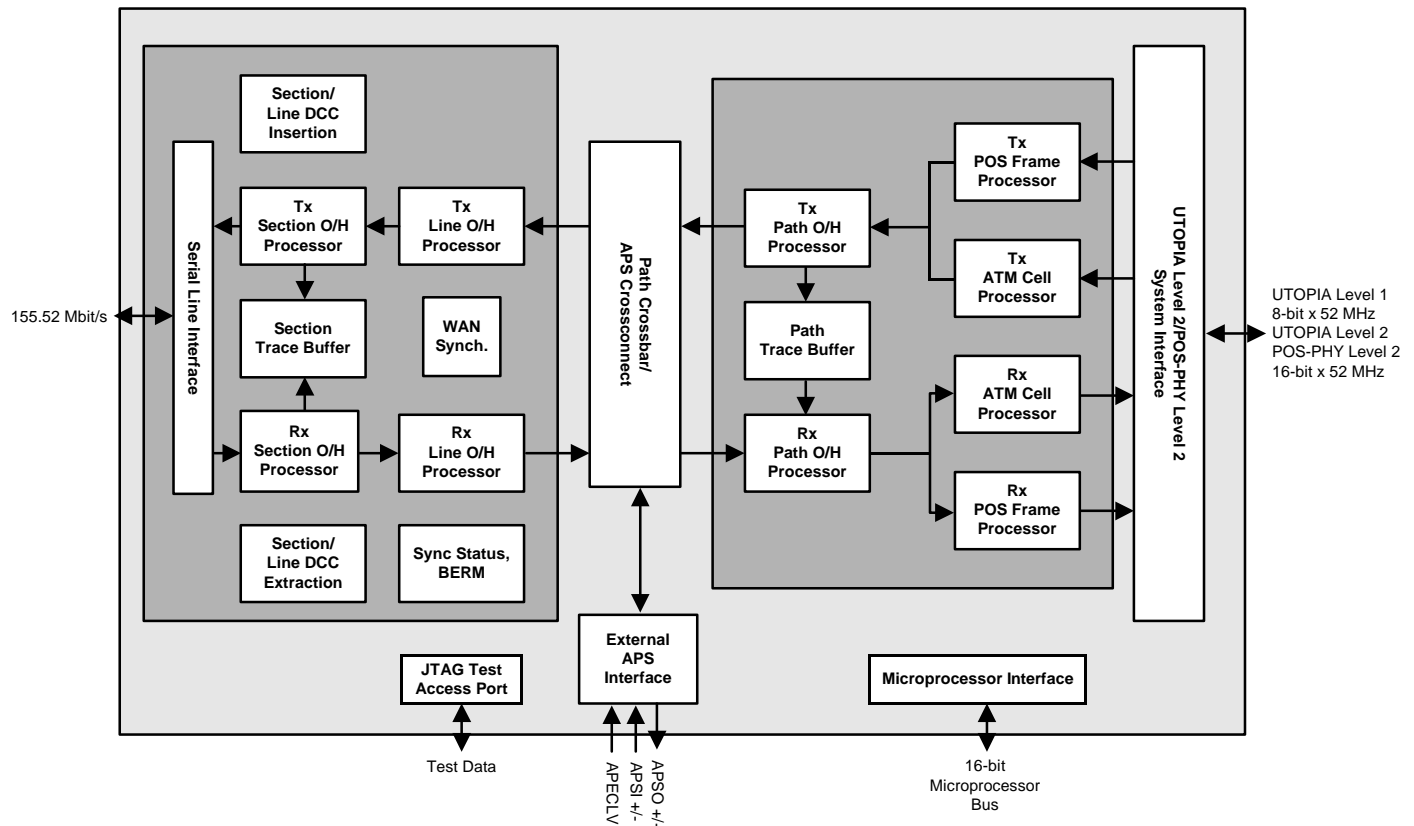 Section/
Line DCC
Insertion
Tx
Section O/H
Processor
Tx
Line O/H
Processor
Serial Line Interface
155.52 Mbit/s
Section
Trace Buffer
WAN
Synch.
Rx
Section O/H
Processor
Rx
Line O/H
Processor
Section/
Line DCC
Extraction
Sync Status,
BERM
Path Crossbar/
APS Crossconnect
Tx
POS Frame
Processor
Tx
Path O/H
Processor
Tx
ATM Cell
Processor
Path
Trace Buffer
Rx
ATM Cell
Processor
Rx
Path O/H
Processor
Rx
POS Frame
Processor
UTOPIA Level 2/POS-PHY Level 2
System Interface
UTOPIA Level 1
8-bit x 52 MHz
UTOPIA Level 2
POS-PHY Level 2
16-bit x 52 MHz
External
APS
Interface
JTAG Test
Access Port
Microprocessor Interface
Test Data
APECLV
APSI +/-
APSO +/-
16-bit
Microprocessor
Bus